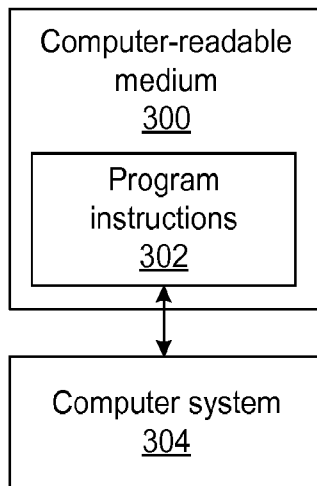 Computer-readable
medium
300
Program
instructions
302
Computer system
304